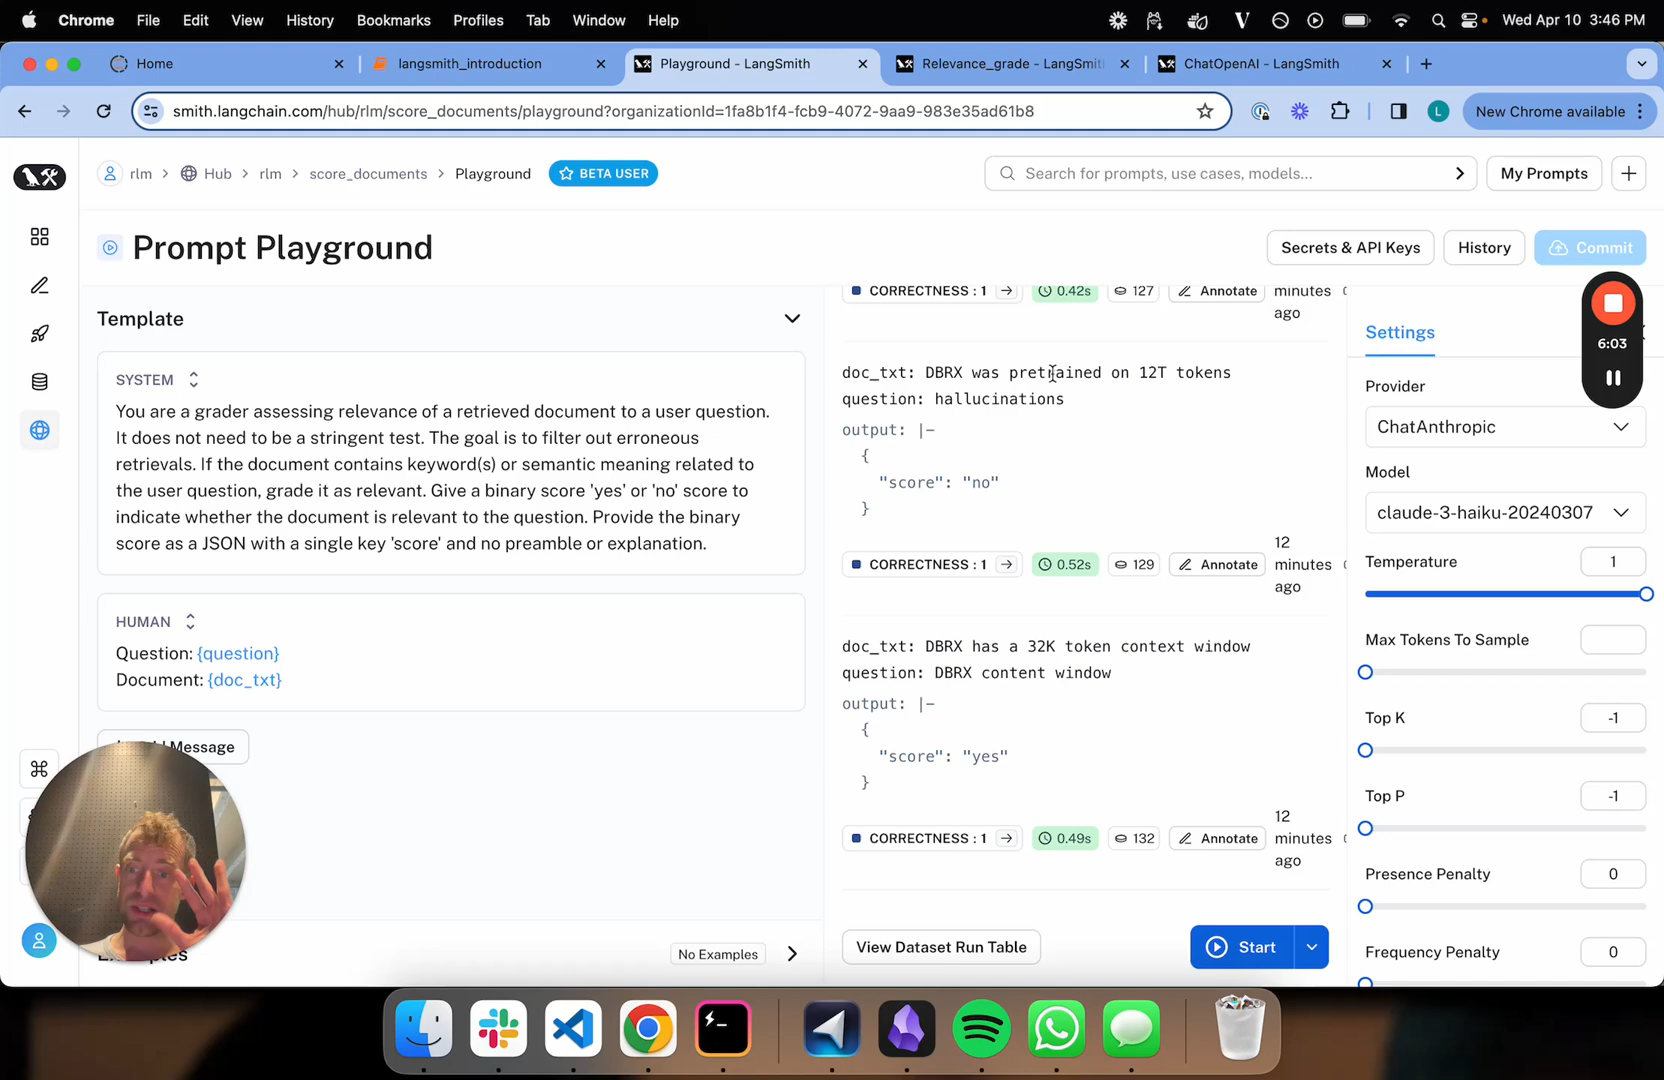 Chrome File Edit View History Bookmarks Profiles Tab Window Help
Wed Apr 10 3:46 PM
Home
langsmith_introduction
Playground - LangSmith
Relevance_grade - LangSmith
ChatOpenAI - LangSmith
smith.langchain.com/hub/rlm/score_documents/playground?organizationId=1fa8b1f4-fcb9-4072-9aa9-983e35ad61b8
New Chrome available
rlm > Hub > rlm > score_documents > Playground
BETA USER
Search for prompts, use cases, models...
My Prompts
Prompt Playground
Secrets & API Keys
History
Commit
Template
SYSTEM
You are a grader assessing relevance of a retrieved document to a user question.
It does not need to be a stringent test. The goal is to filter out erroneous
retrievals. If the document contains keyword(s) or semantic meaning related to
the user question, grade it as relevant. Give a binary score 'yes' or 'no' score to
indicate whether the document is relevant to the question. Provide the binary
score as a JSON with a single key 'score' and no preamble or explanation.
HUMAN
Question: {question}
Document: {doc_txt}
Message
No Examples
CORRECTNESS : 1
0.42s
127
Annotate
minutes
ago
doc_txt: DBRX was pretrained on 12T tokens
question: hallucinations
output: |-
{
"score": "no"
}
CORRECTNESS : 1
0.52s
129
Annotate
12
minutes
ago
doc_txt: DBRX has a 32K token context window
question: DBRX content window
output: |-
{
"score": "yes"
}
CORRECTNESS : 1
0.49s
132
Annotate
12
minutes
ago
View Dataset Run Table
Start
Settings
6:03
Provider
ChatAnthropic
Model
claude-3-haiku-20240307
Temperature
1
Max Tokens To Sample
Top K
-1
Top P
-1
Presence Penalty
0
Frequency Penalty
0